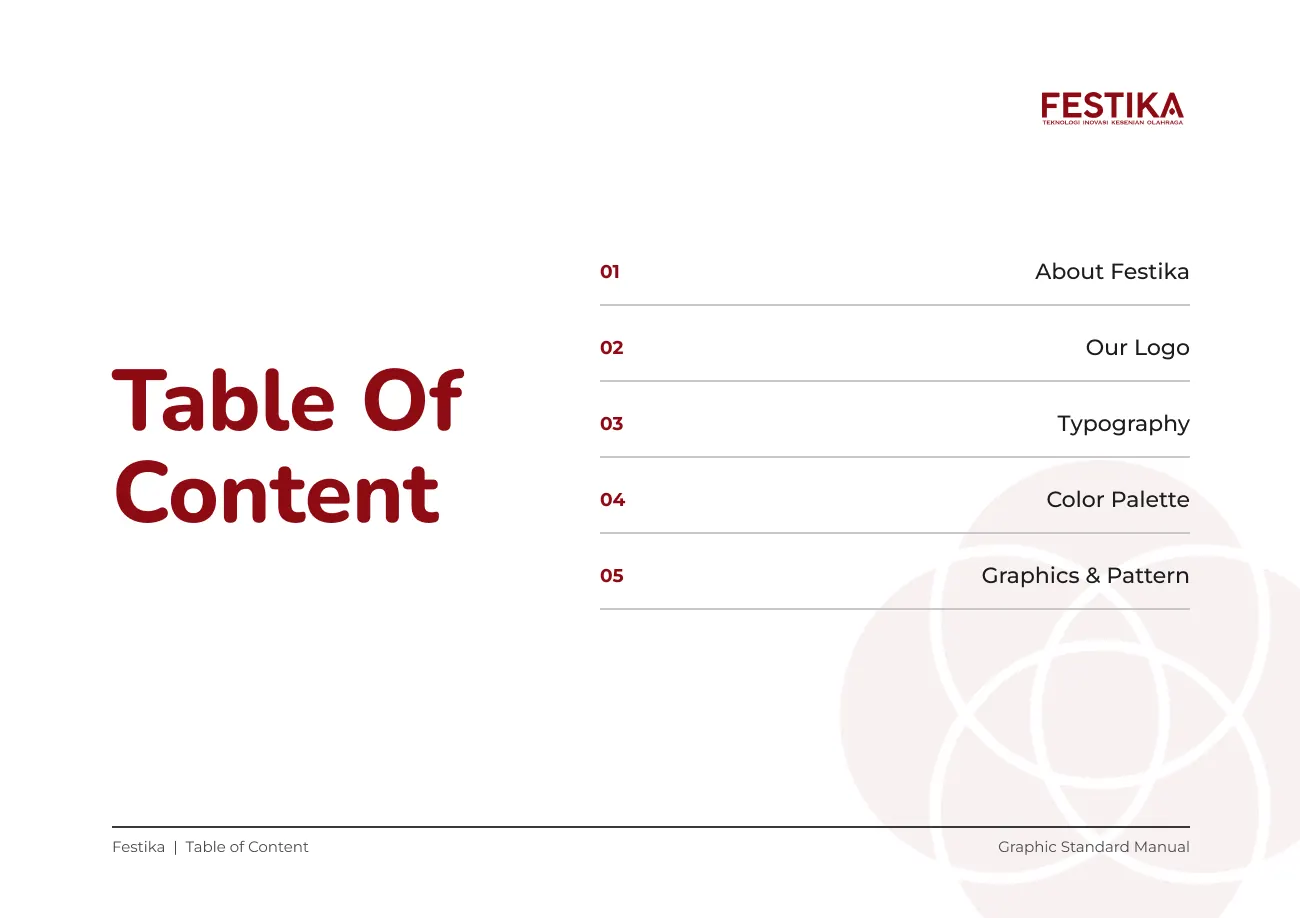 FESTIKA
TEKNOLOGI INOVASI KESENIAN OLAHRAGA
Table Of
Content
01 About Festika
02 Our Logo
03 Typography
04 Color Palette
05 Graphics & Pattern
Festika | Table of Content
Graphic Standard Manual